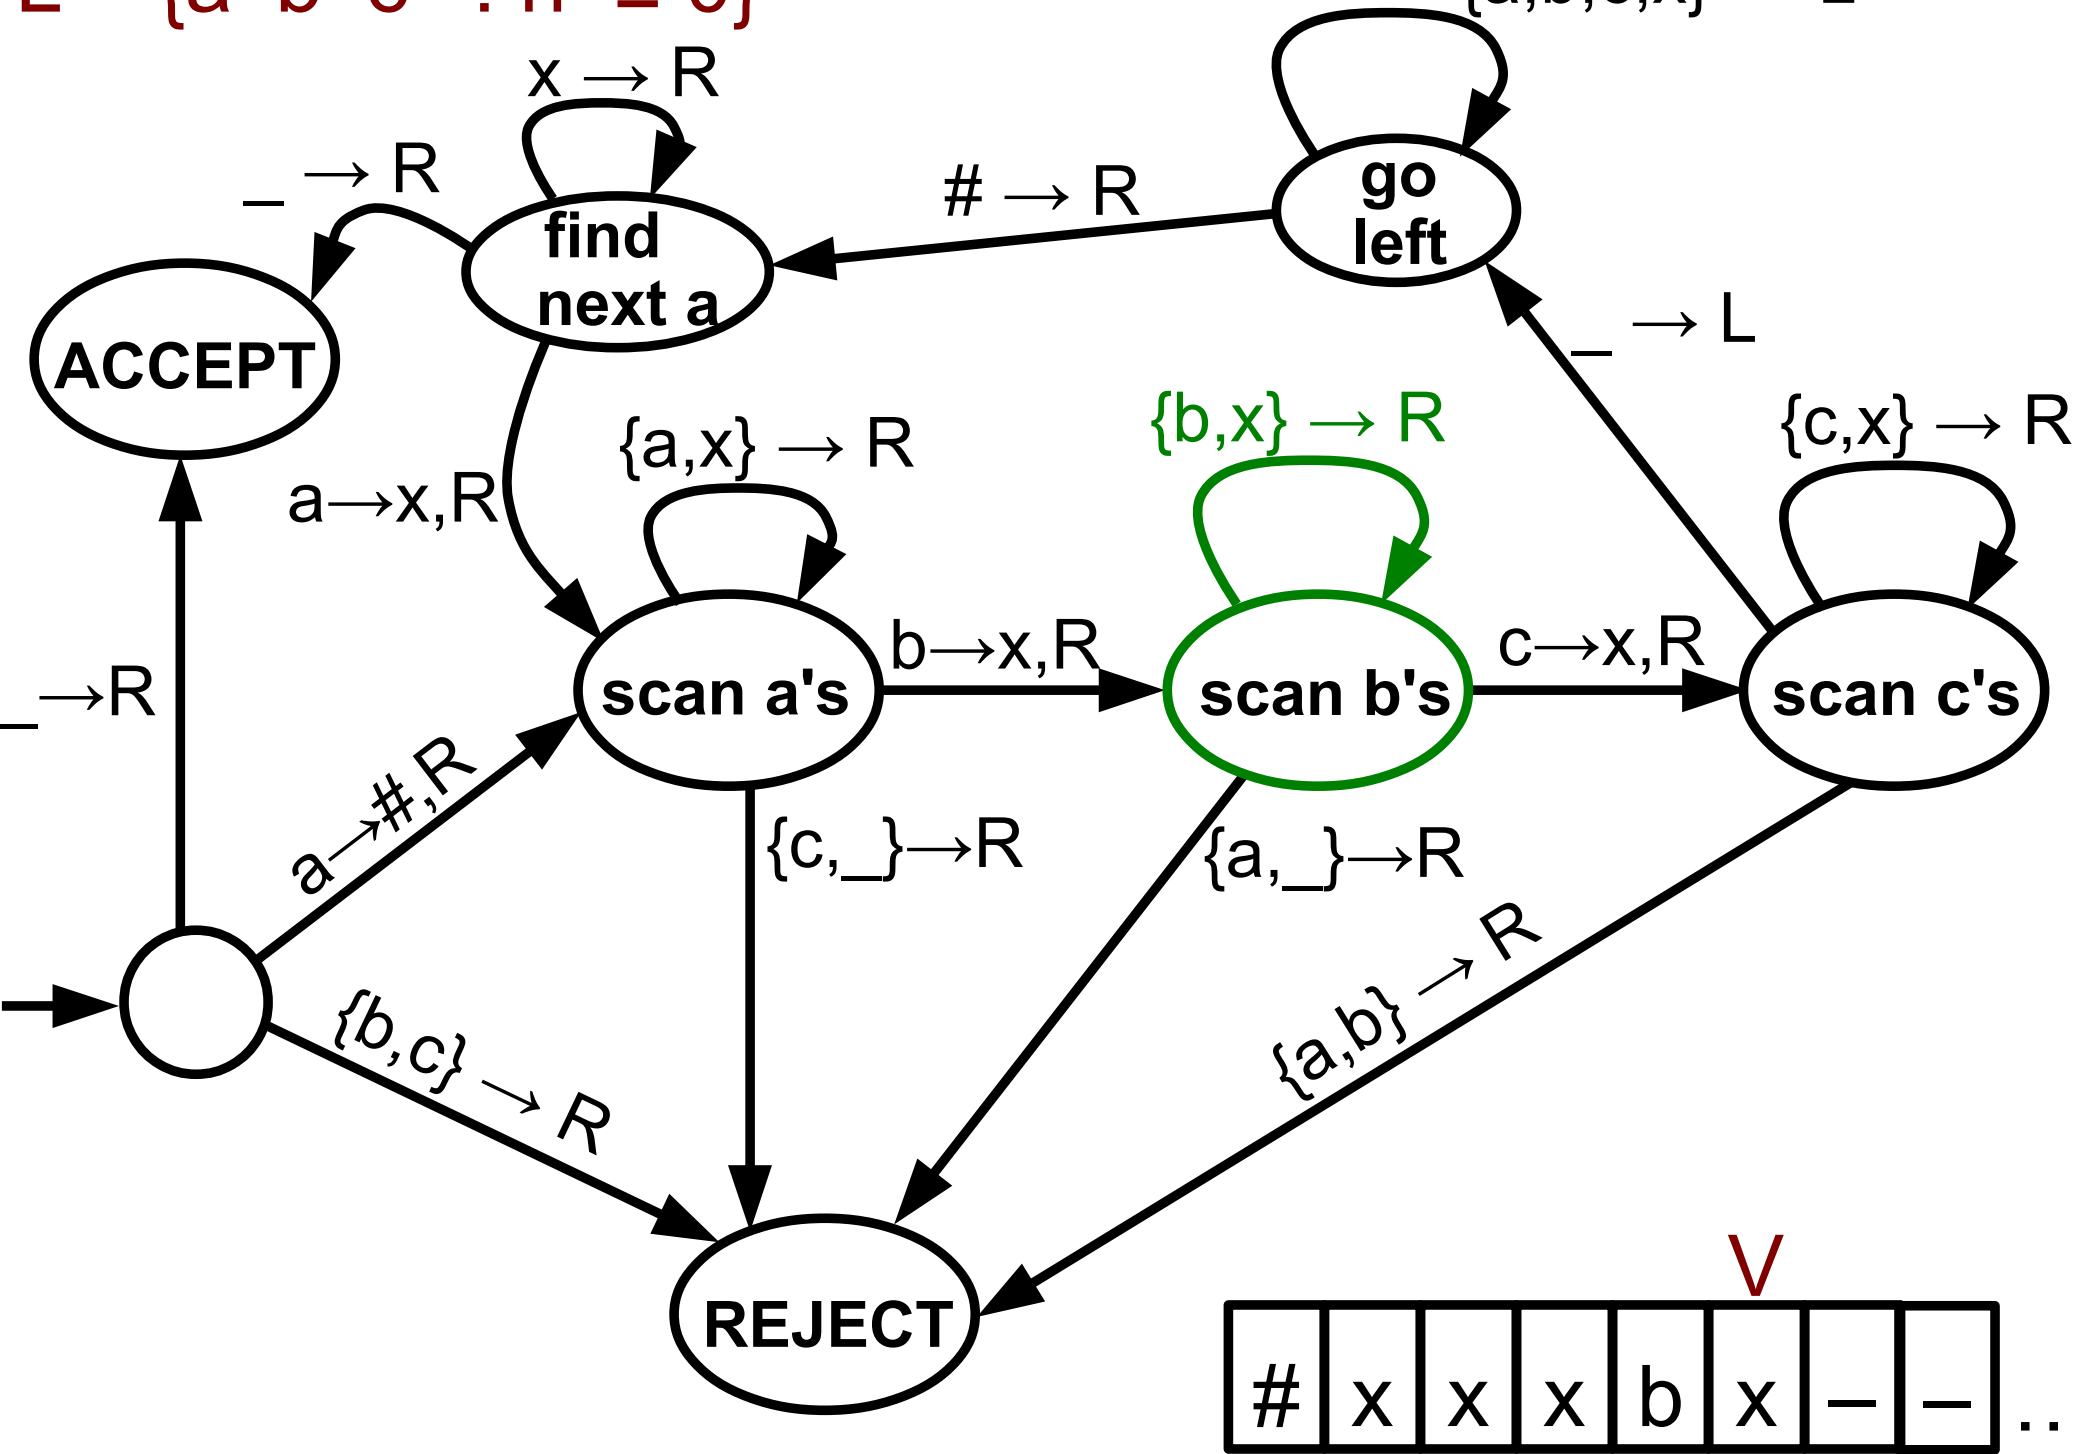 x → R
_ → R
# → R
find
next a
go
left
ACCEPT
_ → L
{a,x} → R
{b,x} → R
{c,x} → R
a→x,R
b→x,R
c→x,R
scan a's
scan b's
scan c's
_→R
a→#,R
{c,_}→R
{a,_}→R
{b,c} → R
{a,b} → R
REJECT
V
# x x x b x _ _ ..